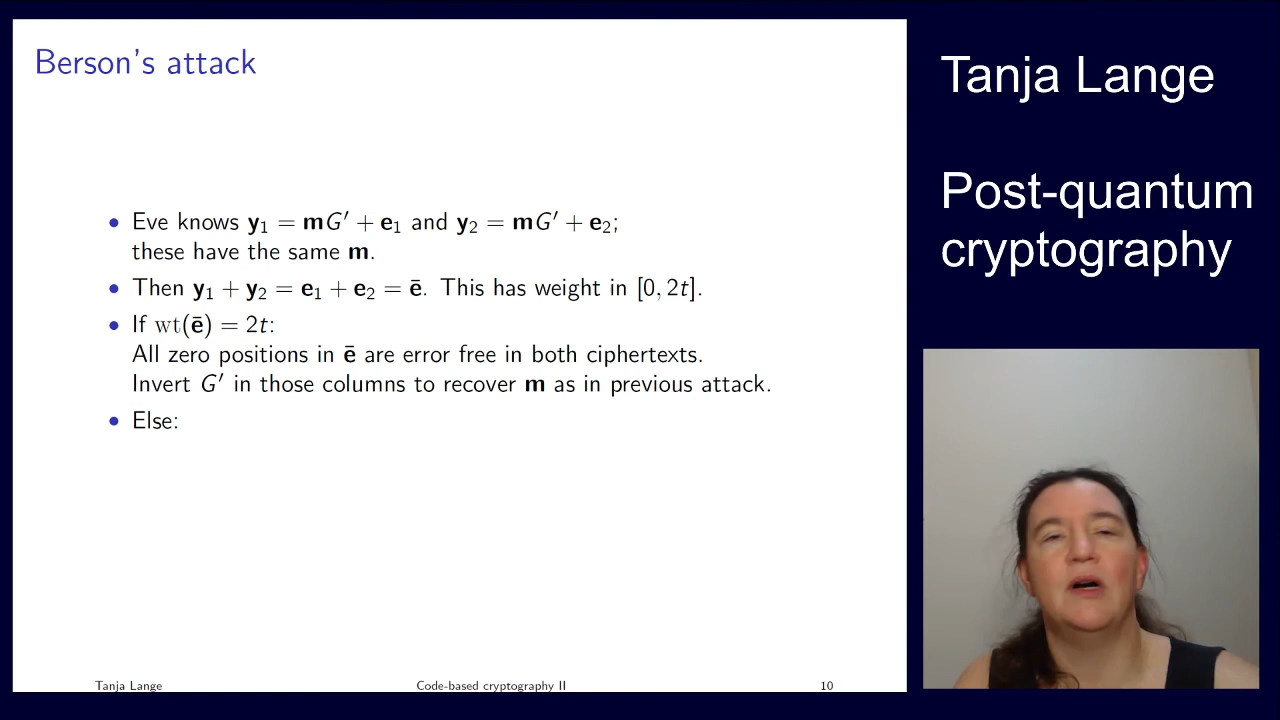 Berson's attack
• Eve knows y₁ = mG′ + e₁ and y₂ = mG′ + e₂;
these have the same m.
• Then y₁ + y₂ = e₁ + e₂ = ē. This has weight in [0, 2t].
• If wt(ē) = 2t:
All zero positions in ē are error free in both ciphertexts.
Invert G′ in those columns to recover m as in previous attack.
• Else:
Tanja Lange
Code-based cryptography II
10
Tanja Lange
Post-quantum
cryptography